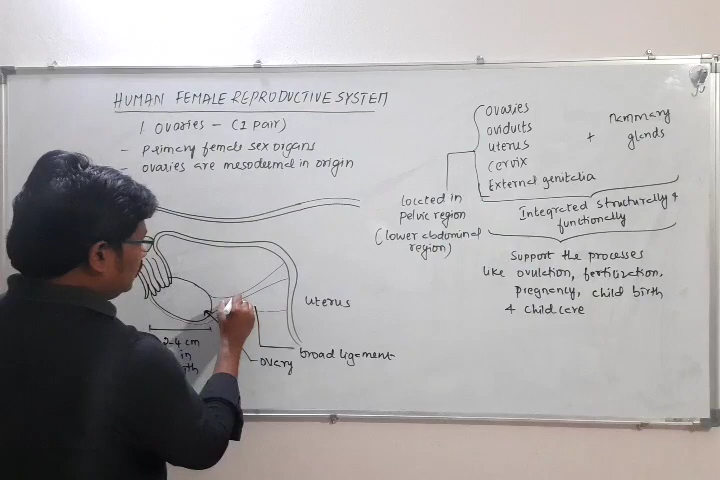 HUMAN FEMALE REPRODUCTIVE SYSTEM
1 Ovaries - (1 pair)
- Primary female sex organs
- ovaries are mesodermal in origin
ovaries
oviduts
uterus
cervix
External genitalia
+
mammary
glands
located in
pelvic region
(lower abdominal
region)
Integrated structurally &
functionally
Support the processes
like ovulation, fertilization,
pregnancy, child birth
& child care
uterus
broad ligament
ovary
2-4 cm
in